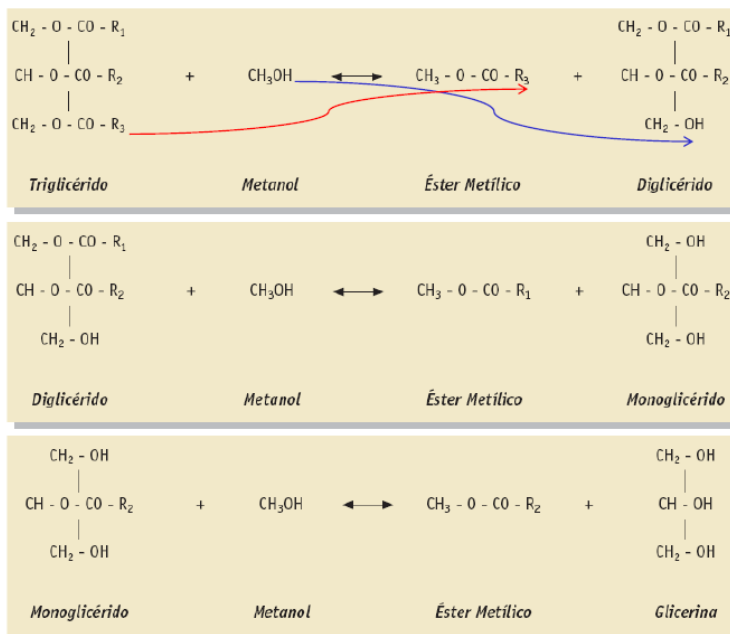 CH₂ - O - CO - R₁ CH₂ - O - CO - R₁
CH - O - CO - R₂ + CH₃OH CH₃ - O - CO - R₃ + CH - O - CO - R₂
CH₂ - O - CO - R₃ CH₂ - OH
Triglicérido Metanol Éster Metílico Diglicérido
CH₂ - O - CO - R₁ CH₂ - OH
CH - O - CO - R₂ + CH₃OH CH₃ - O - CO - R₁ + CH - O - CO - R₂
CH₂ - OH CH₂ - OH
Diglicérido Metanol Éster Metílico Monoglicérido
CH₂ - OH CH₂ - OH
CH - O - CO - R₂ + CH₃OH CH₃ - O - CO - R₂ + CH - OH
CH₂ - OH CH₂ - OH
Monoglicérido Metanol Éster Metílico Glicerina